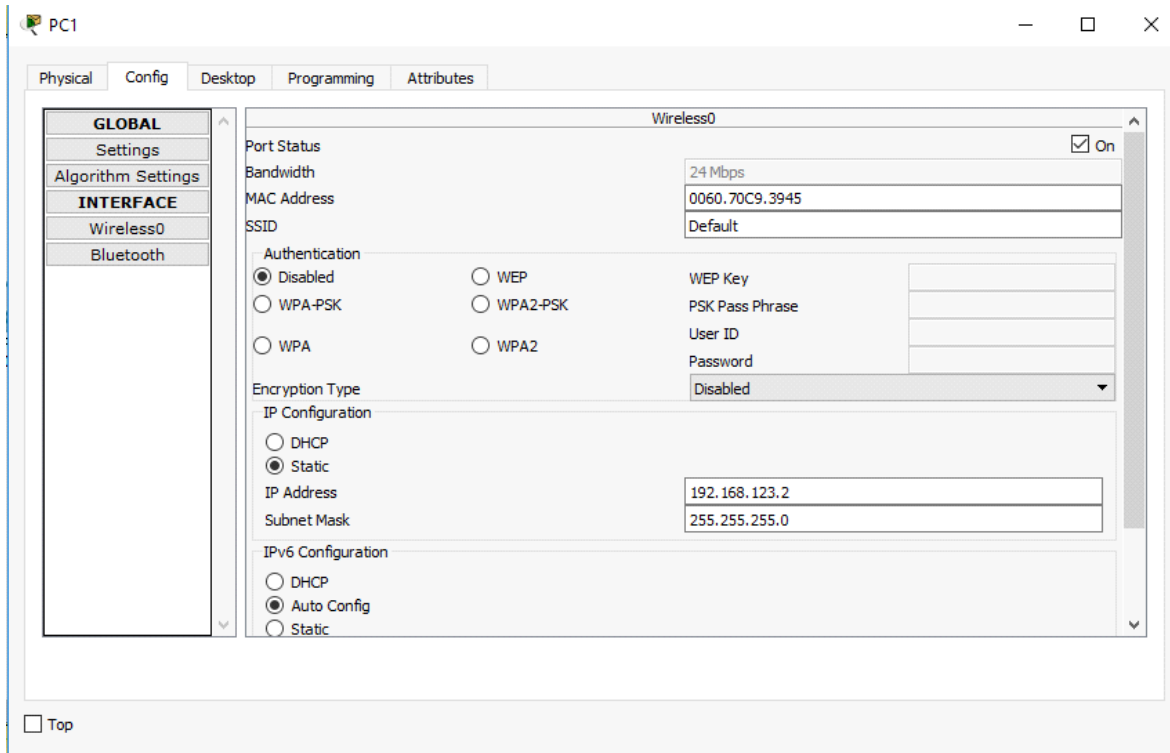 PC1
Physical Config Desktop Programming Attributes
GLOBAL
Settings
Algorithm Settings
INTERFACE
Wireless0
Bluetooth
Wireless0
Port Status On
Bandwidth 24 Mbps
MAC Address 0060.70C9.3945
SSID Default
Authentication
Disabled WEP WEP Key
WPA-PSK WPA2-PSK PSK Pass Phrase
User ID
WPA WPA2
Password
Encryption Type Disabled
IP Configuration
DHCP
Static
IP Address 192.168.123.2
Subnet Mask 255.255.255.0
IPv6 Configuration
DHCP
Auto Config
Static
Top